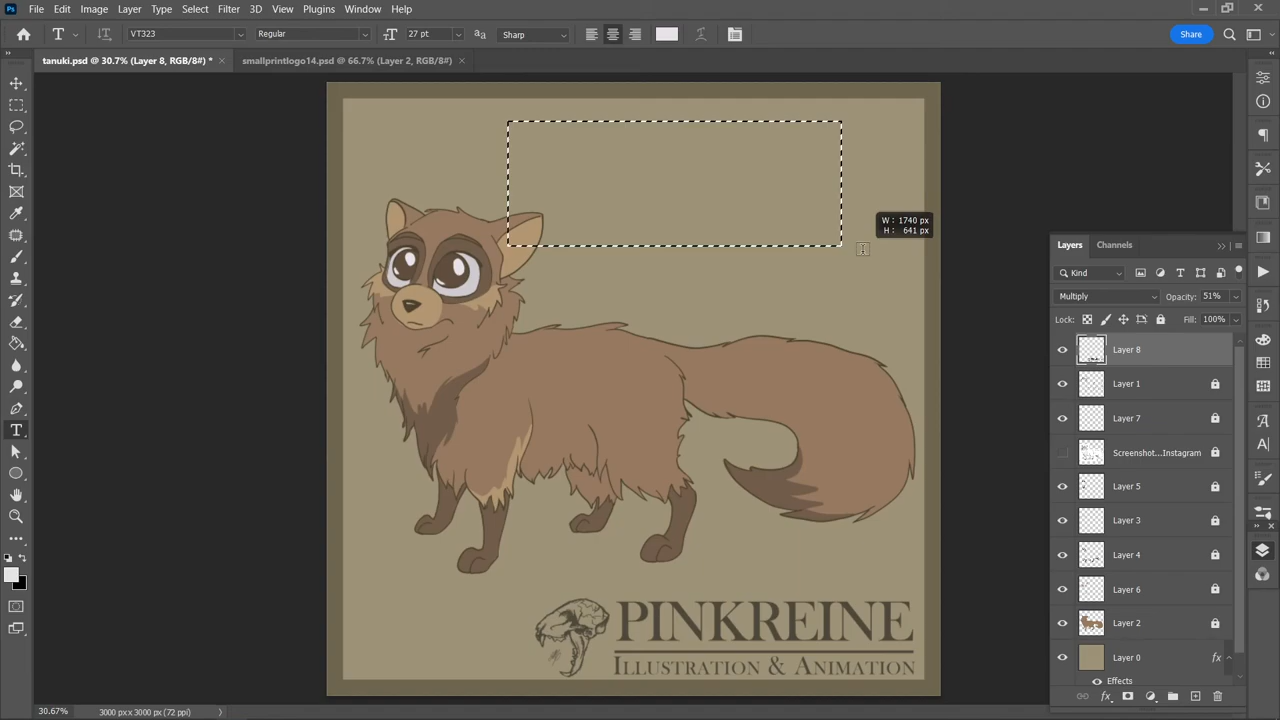 File Edit Image Layer Type Select Filter 3D View Plugins Window Help
VT323 Regular 27 pt Sharp Share
tanuki.psd @ 30.7% (Layer 8, RGB/8#) * smallprintlogo14.psd @ 66.7% (Layer 2, RGB/8#)
W: 1740 px
H: 641 px
Layers Channels
Kind
Multiply Opacity: 51%
Lock: Fill: 100%
Layer 8
Layer 1
Layer 7
Screenshot...Instagram
Layer 5
Layer 3
Layer 4
Layer 6
Layer 2
Layer 0 fx
Effects
PINKREINE
ILLUSTRATION & ANIMATION
30.67% 3000 px x 3000 px (72 ppi)